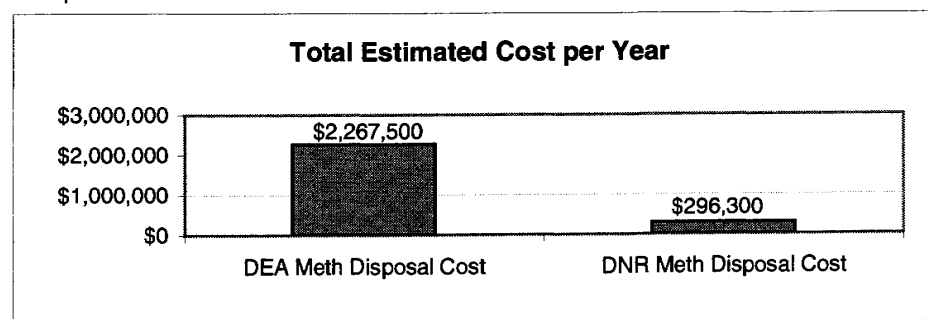 Total Estimated Cost per Year
$3,000,000
$2,267,500
$2,000,000
$1,000,000
$296,300
$0
DEA Meth Disposal Cost
DNR Meth Disposal Cost